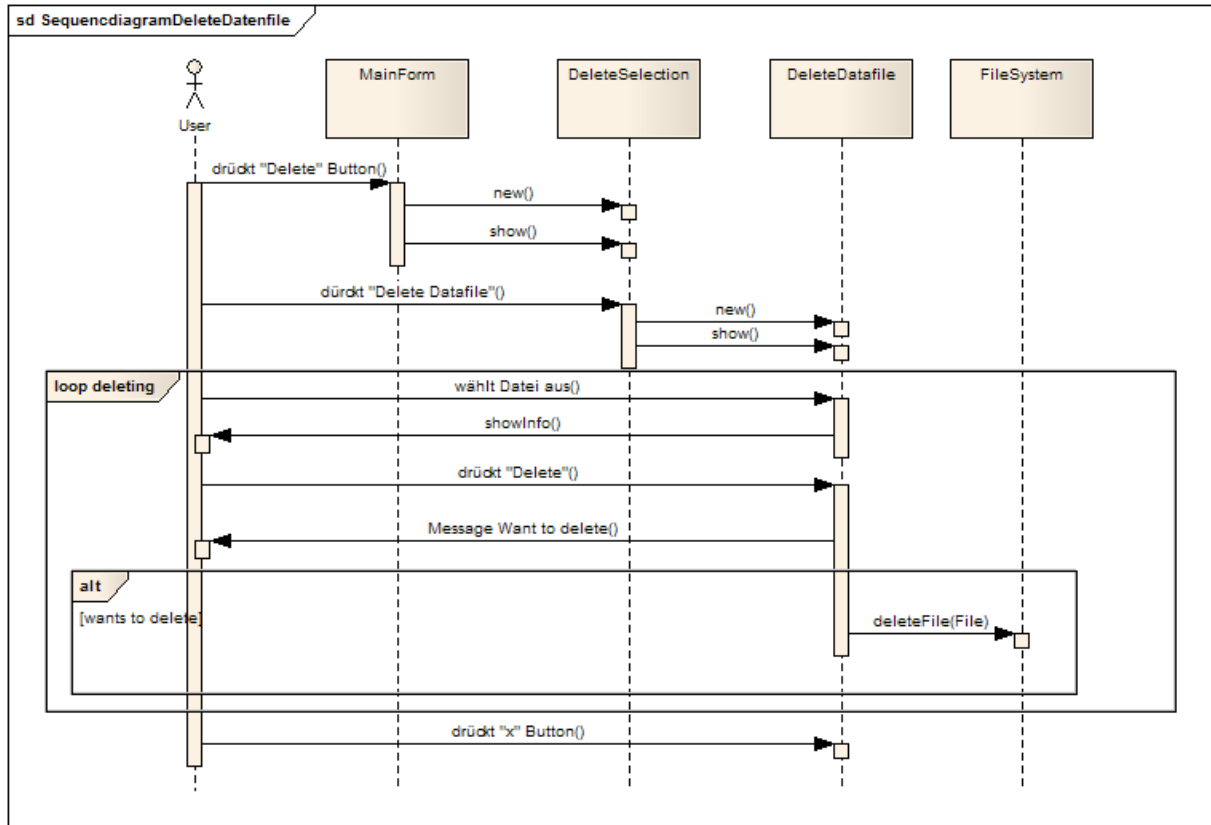 sd SequencdiagramDeleteDatenfile
User
MainForm
DeleteSelection
DeleteDatafile
FileSystem
drückt "Delete" Button()
new()
show()
dürckt "Delete Datafile"()
new()
show()
loop deleting
wählt Datei aus()
showInfo()
drückt "Delete"()
Message Want to delete()
alt
[wants to delete]
deleteFile(File)
drückt "x" Button()